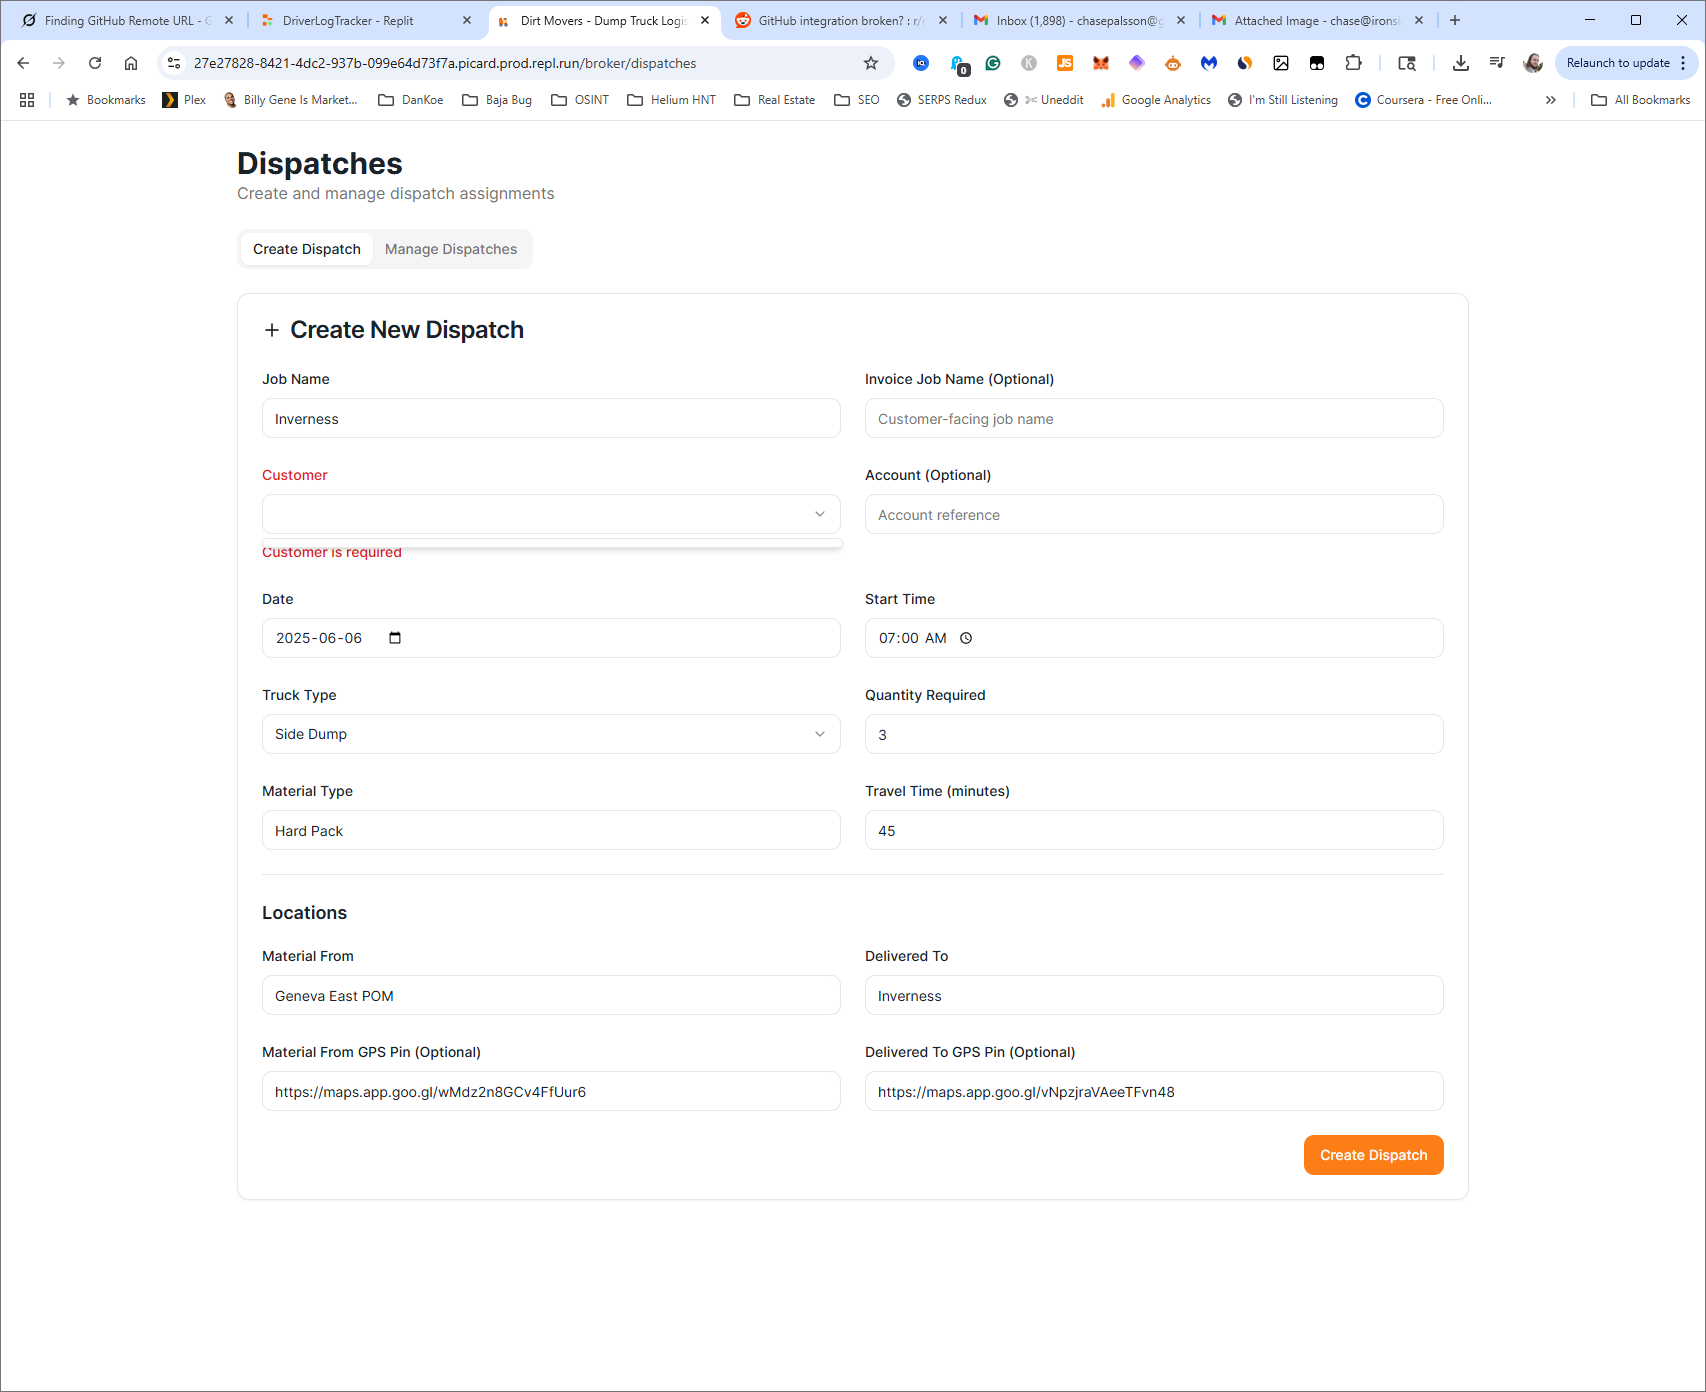 Finding GitHub Remote URL - G
DriverLogTracker - Replit
Dirt Movers - Dump Truck Logis
GitHub integration broken? : r/r
Inbox (1,898) - chasepalsson@g
Attached Image - chase@ironsi
27e27828-8421-4dc2-937b-099e64d73f7a.picard.prod.repl.run/broker/dispatches
0
Relaunch to update
Bookmarks
Plex
Billy Gene Is Market...
DanKoe
Baja Bug
OSINT
Helium HNT
Real Estate
SEO
SERPS Redux
Uneddit
Google Analytics
I'm Still Listening
Coursera - Free Onli...
All Bookmarks
Dispatches
Create and manage dispatch assignments
Create Dispatch
Manage Dispatches
Create New Dispatch
Job Name
Invoice Job Name (Optional)
Inverness
Customer-facing job name
Customer
Account (Optional)
Account reference
Customer is required
Date
Start Time
2025-06-06
07:00 AM
Truck Type
Quantity Required
Side Dump
3
Material Type
Travel Time (minutes)
Hard Pack
45
Locations
Material From
Delivered To
Geneva East POM
Inverness
Material From GPS Pin (Optional)
Delivered To GPS Pin (Optional)
https://maps.app.goo.gl/wMdz2n8GCv4FfUur6
https://maps.app.goo.gl/vNpzjraVAeeTFvn48
Create Dispatch